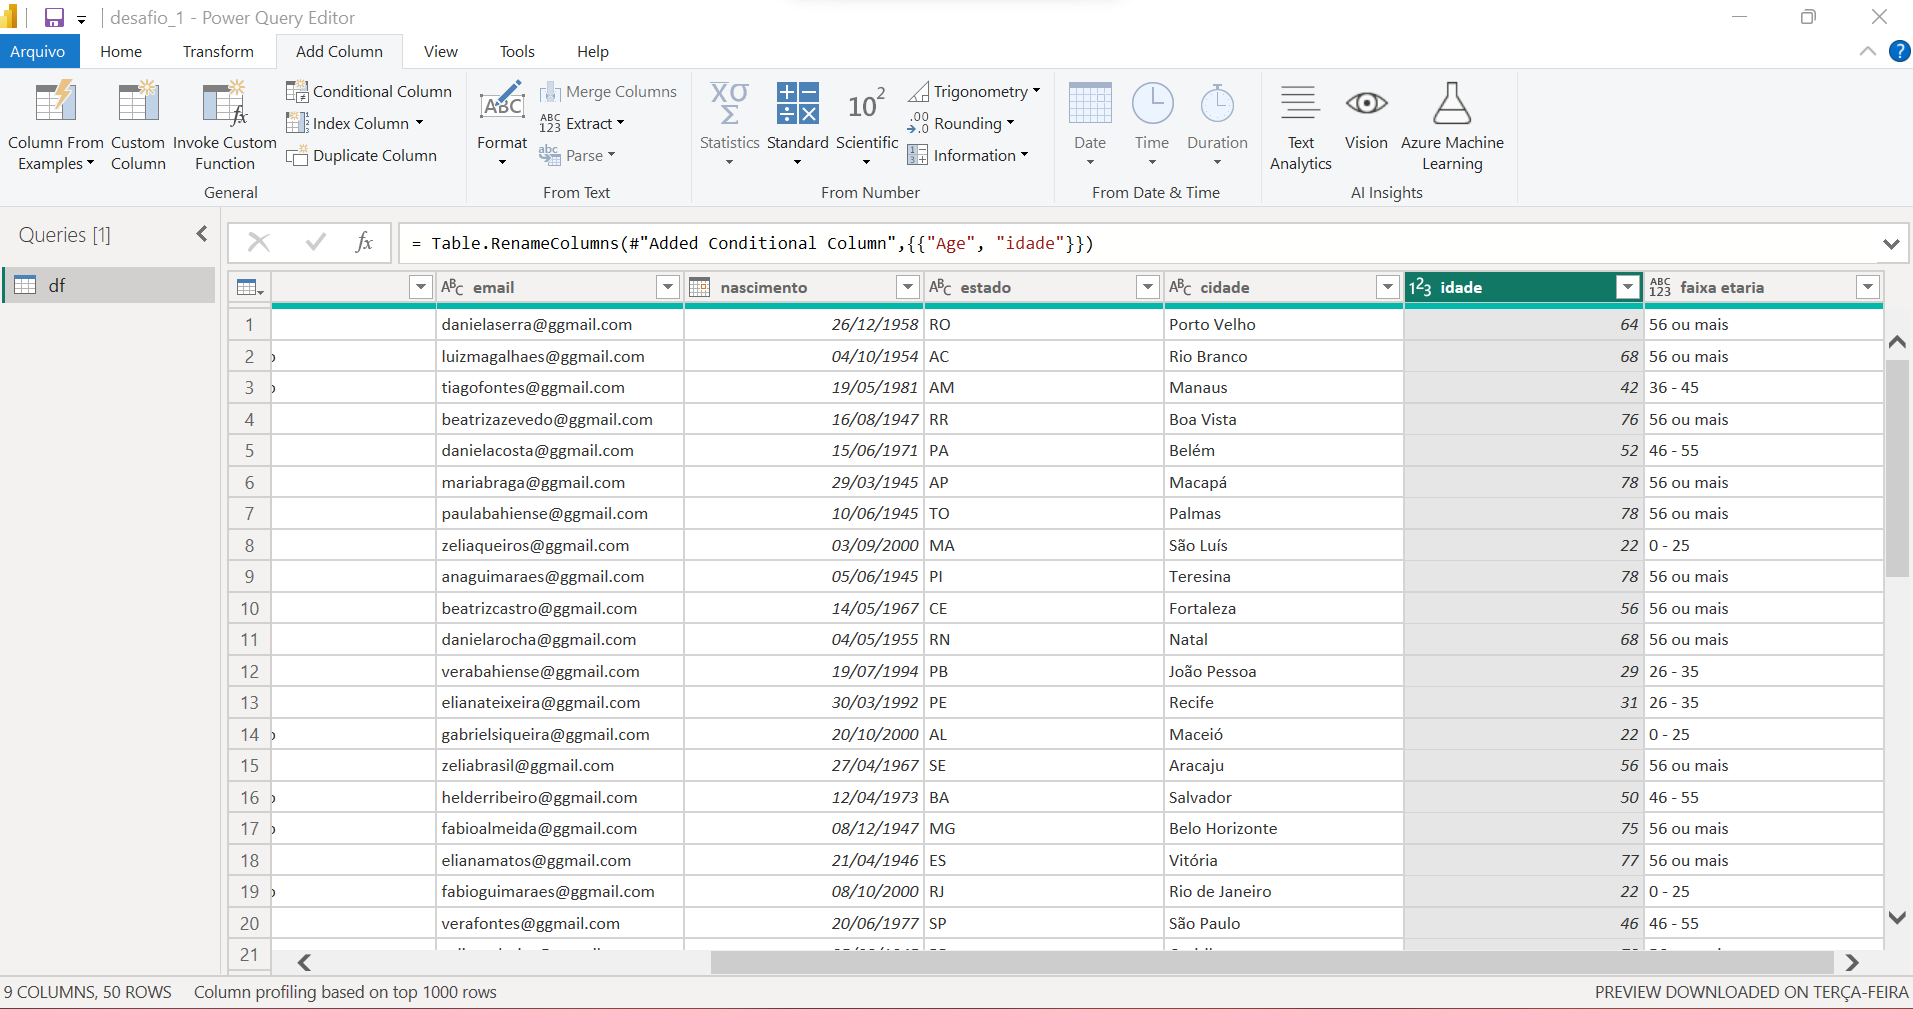 desafio_1 - Power Query Editor
Arquivo Home Transform Add Column View Tools Help
Column From Examples
Custom Column
Invoke Custom Function
Conditional Column
Index Column
Duplicate Column
General
ABC Format
Merge Columns
ABC 123 Extract
abc Parse
From Text
XΟ Σ Statistics
Standard
10² Scientific
Trigonometry
.00 .0 Rounding
Information
From Number
Date
Time
Duration
From Date & Time
Text Analytics
Vision
Azure Machine Learning
AI Insights
Queries [1]
df
fx = Table.RenameColumns(#"Added Conditional Column",{{"Age", "idade"}})
ABC email nascimento ABC estado ABC cidade 123 idade ABC 123 faixa etaria
1 danielaserra@ggmail.com 26/12/1958 RO Porto Velho 64 56 ou mais
2 luizmagalhaes@ggmail.com 04/10/1954 AC Rio Branco 68 56 ou mais
3 tiagofontes@ggmail.com 19/05/1981 AM Manaus 42 36 - 45
4 beatrizazevedo@ggmail.com 16/08/1947 RR Boa Vista 76 56 ou mais
5 danielacosta@ggmail.com 15/06/1971 PA Belém 52 46 - 55
6 mariabraga@ggmail.com 29/03/1945 AP Macapá 78 56 ou mais
7 paulabahiense@ggmail.com 10/06/1945 TO Palmas 78 56 ou mais
8 zeliaqueiros@ggmail.com 03/09/2000 MA São Luís 22 0 - 25
9 anaguimaraes@ggmail.com 05/06/1945 PI Teresina 78 56 ou mais
10 beatrizcastro@ggmail.com 14/05/1967 CE Fortaleza 56 56 ou mais
11 danielarocha@ggmail.com 04/05/1955 RN Natal 68 56 ou mais
12 verabahiense@ggmail.com 19/07/1994 PB João Pessoa 29 26 - 35
13 elianateixeira@ggmail.com 30/03/1992 PE Recife 31 26 - 35
14 gabrielsiqueira@ggmail.com 20/10/2000 AL Maceió 22 0 - 25
15 zeliabrasil@ggmail.com 27/04/1967 SE Aracaju 56 56 ou mais
16 helderribeiro@ggmail.com 12/04/1973 BA Salvador 50 46 - 55
17 fabioalmeida@ggmail.com 08/12/1947 MG Belo Horizonte 75 56 ou mais
18 elianamatos@ggmail.com 21/04/1946 ES Vitória 77 56 ou mais
19 fabioguimaraes@ggmail.com 08/10/2000 RJ Rio de Janeiro 22 0 - 25
20 verafontes@ggmail.com 20/06/1977 SP São Paulo 46 46 - 55
21
9 COLUMNS, 50 ROWS Column profiling based on top 1000 rows PREVIEW DOWNLOADED ON TERÇA-FEIRA